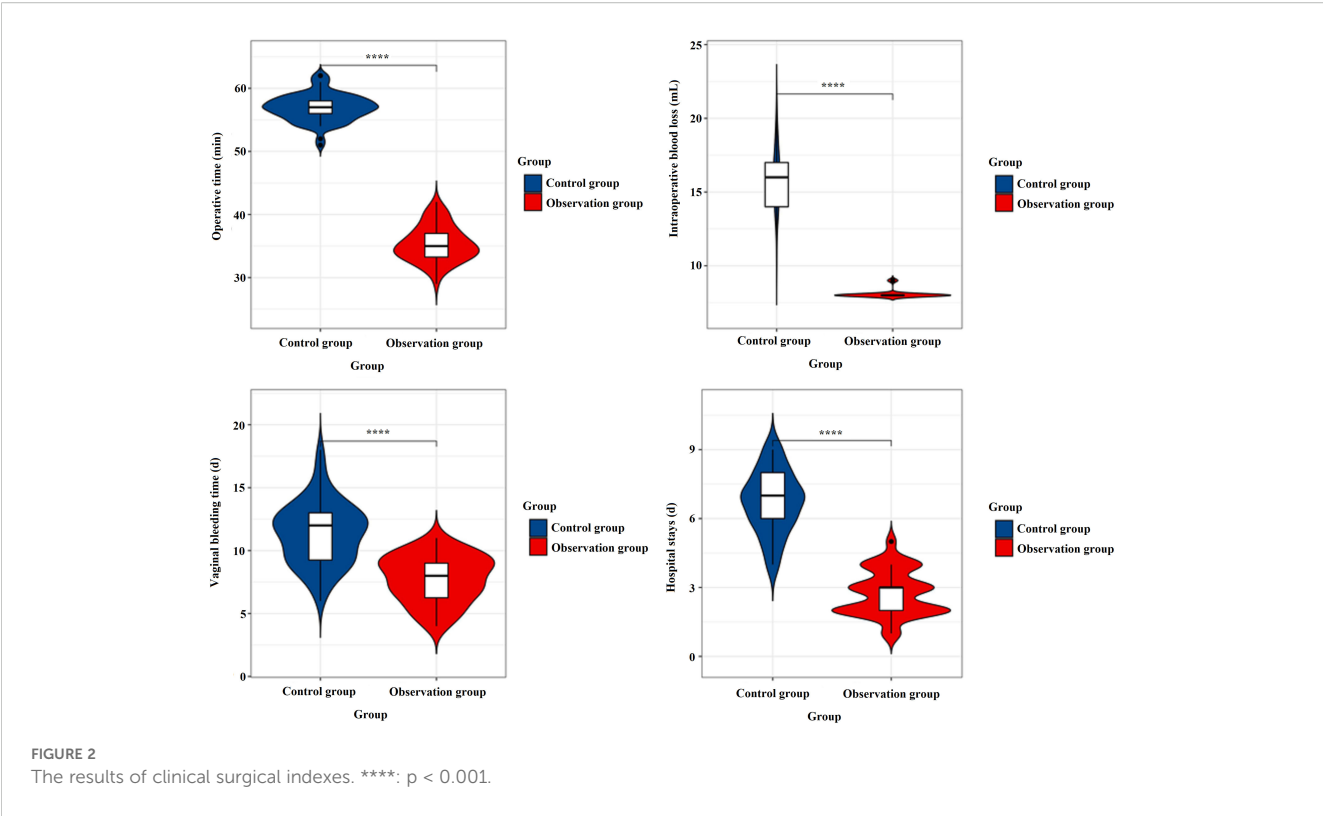 ****
60
50
40
30
Operative time (min)
Control group
Observation group
Group
Group
Control group
Observation group
****
25
20
15
10
Intraoperative blood loss (mL)
Control group
Observation group
Group
Group
Control group
Observation group
****
20
15
10
5
0
Vaginal bleeding time (d)
Control group
Observation group
Group
Group
Control group
Observation group
****
9
6
3
0
Hospital stays (d)
Control group
Observation group
Group
Group
Control group
Observation group
FIGURE 2
The results of clinical surgical indexes. ****: p < 0.001.